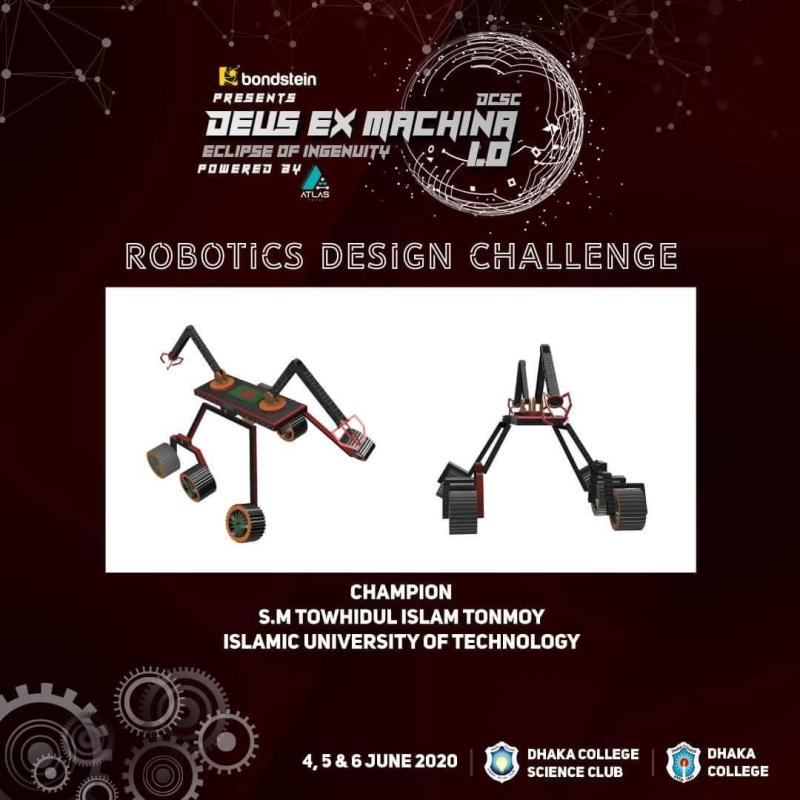 bondstein
PRESENTS
DCSC
DEUS EX MACHINA
1.0
ECLIPSE OF INGENUITY
POWERED BY
ATLAS
ROBOTICS DESIGN CHALLENGE
CHAMPION
S.M TOWHIDUL ISLAM TONMOY
ISLAMIC UNIVERSITY OF TECHNOLOGY
4, 5 & 6 JUNE 2020
DHAKA COLLEGE
SCIENCE CLUB
DHAKA
COLLEGE